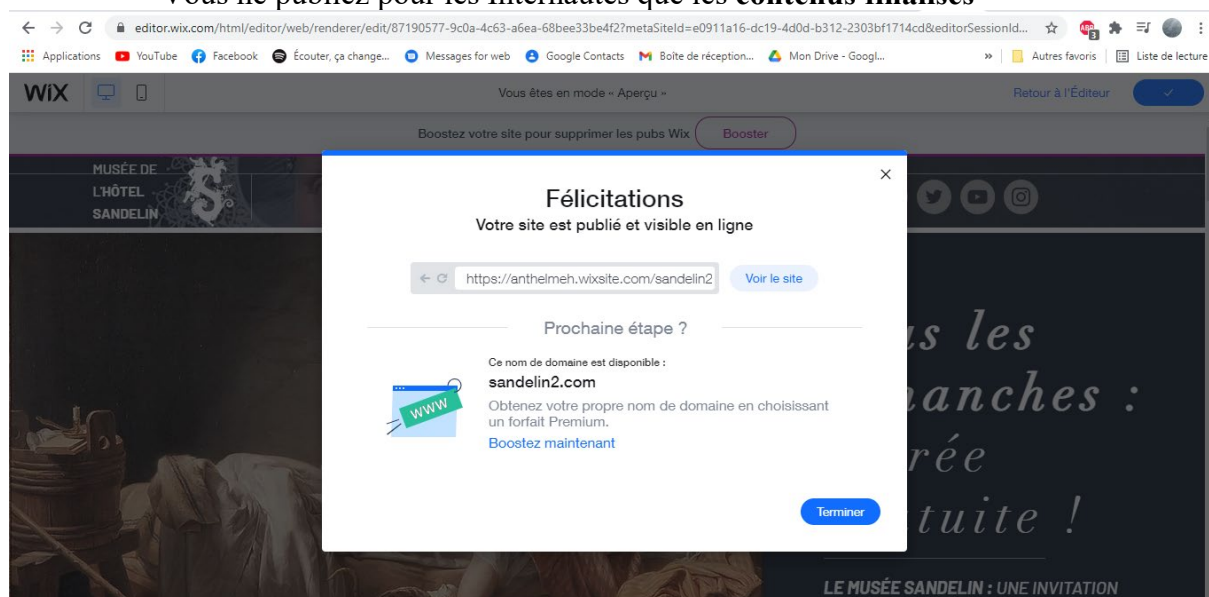 Vous ne publiez pour les internautes que les contenus finalisés
editor.wix.com/html/editor/web/renderer/edit/87190577-9c0a-4c63-a6ea-68bee33be4f2?metaSiteId=e0911a16-dc19-4d0d-b312-2303bf1714cd&editorSessionId...
3
Applications YouTube Facebook Écouter, ça change... Messages for web Google Contacts Boîte de réception... Mon Drive - Googl... » Autres favoris Liste de lecture
WiX Vous êtes en mode « Aperçu » Retour à l'Éditeur
Boostez votre site pour supprimer les pubs Wix Booster
MUSÉE DE
L'HÔTEL
SANDELIN
Félicitations
Votre site est publié et visible en ligne
https://anthelmeh.wixsite.com/sandelin2 Voir le site
Prochaine étape ?
Ce nom de domaine est disponible :
sandelin2.com
WWW
Obtenez votre propre nom de domaine en choisissant
un forfait Premium.
Boostez maintenant
Terminer
s les
anches :
rée
tuite !
LE MUSÉE SANDELIN : UNE INVITATION